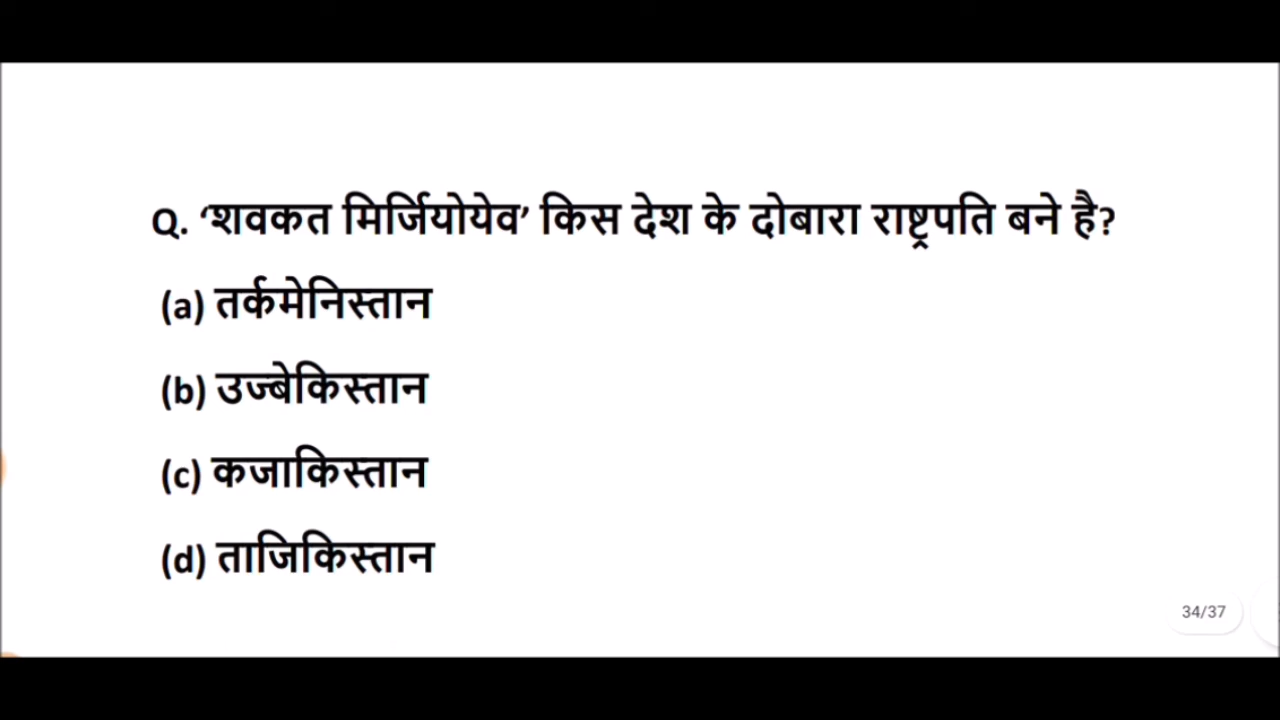 Q. ‘शवकत मिर्जियोयेव’ किस देश के दोबारा राष्ट्रपति बने है?
(a) तर्कमेनिस्तान
(b) उज्बेकिस्तान
(c) कजाकिस्तान
(d) ताजिकिस्तान
34/37